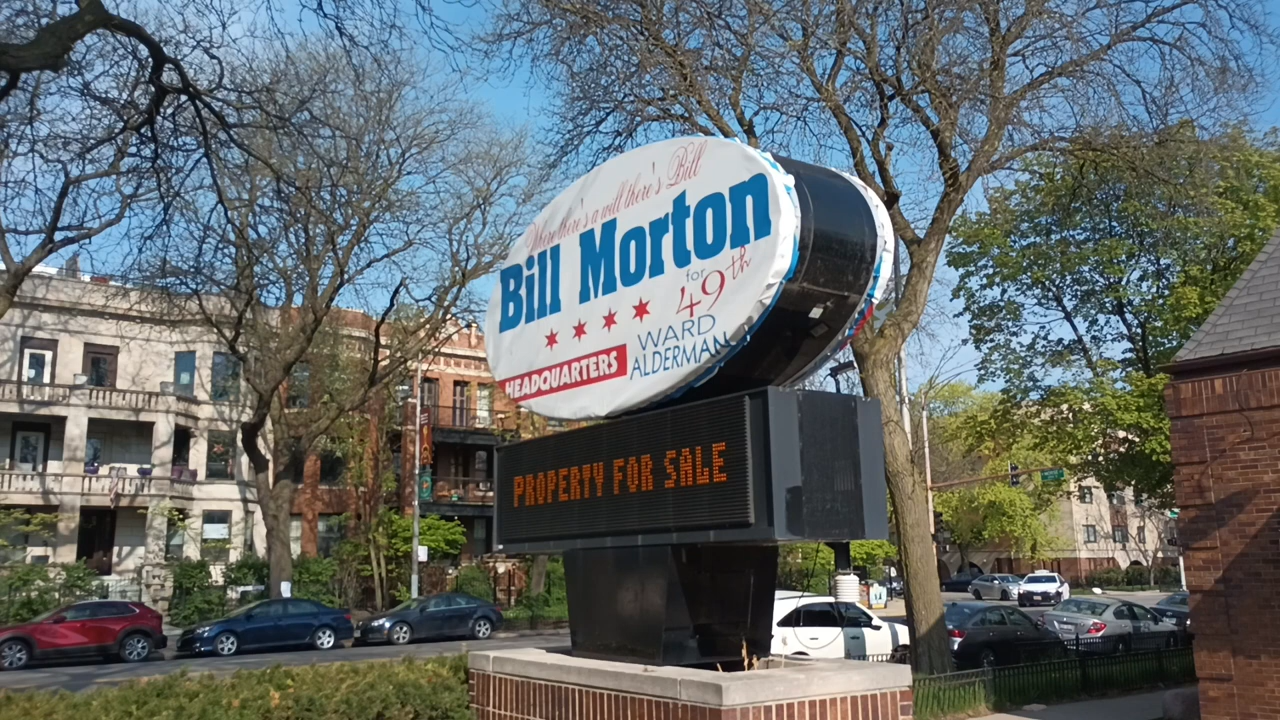 Where there's a will there's Bill
Bill Morton
for
49th
WARD
ALDERMAN
HEADQUARTERS
PROPERTY FOR SALE